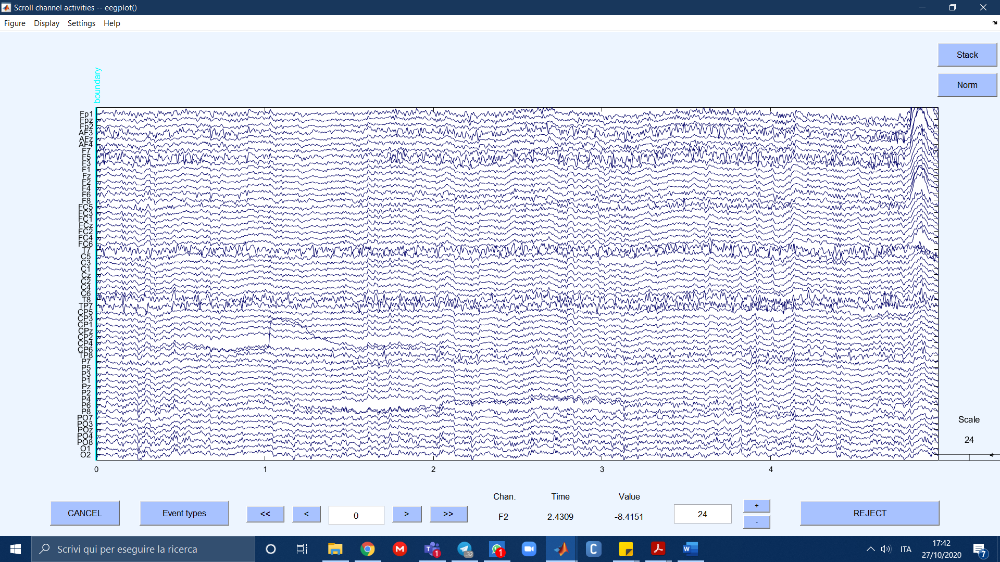 Scroll channel activities -- eegplot()
Figure Display Settings Help
Stack
Norm
boundary
Fp1
Fpz
Fp2
AF3
AFz
AF4
F7
F5
F3
F1
Fz
F2
F4
F6
F8
FC5
FC3
FC1
FCz
FC2
FC4
FC6
T7
C5
C3
C1
Cz
C2
C4
C6
T8
TP7
CP5
CP3
CP1
CPz
CP2
CP4
CP6
TP8
P7
P5
P3
P1
Pz
P2
P4
P6
P8
PO7
PO3
POz
PO4
PO8
O1
O2
Scale
24
+
0 1 2 3 4
Chan. Time Value
CANCEL Event types << < 0 > >> F2 2.4309 -8.4151 24 + - REJECT
Scrivi qui per eseguire la ricerca
M
T 1
.32
1
C
W
ITA
17:42
27/10/2020
7